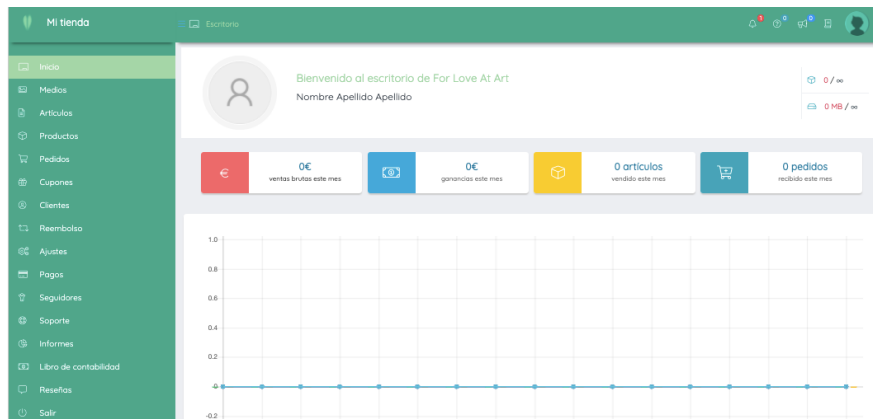 Mi tienda
Escritorio
3
0
0
Inicio
Medios
Artículos
Productos
Pedidos
Cupones
Clientes
Reembolso
Ajustes
Pagos
Seguidores
Soporte
Informes
Libro de contabilidad
Reseñas
Salir
Bienvenido al escritorio de For Love At Art
Nombre Apellido Apellido
0 / ∞
0 MB / ∞
0€
ventas brutas este mes
0€
ganancias este mes
0 artículos
vendido este mes
0 pedidos
recibido este mes
1.0
0.8
0.6
0.4
0.2
0
-0.2